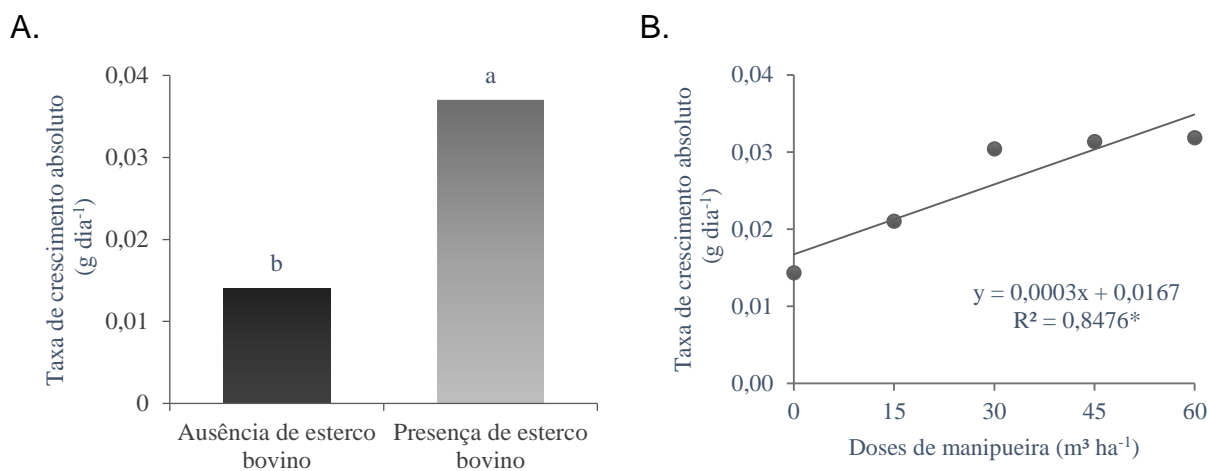 A.
Taxa de crescimento absoluto
(g dia⁻¹)
0,04
0,03
0,02
0,01
0
b
a
Ausência de esterco
bovino
Presença de esterco
bovino
B.
Taxa de crescimento absoluto
(g dia⁻¹)
0,04
0,03
0,02
0,01
0,00
y = 0,0003x + 0,0167
R² = 0,8476*
0
15
30
45
60
Doses de manipueira (m³ ha⁻¹)